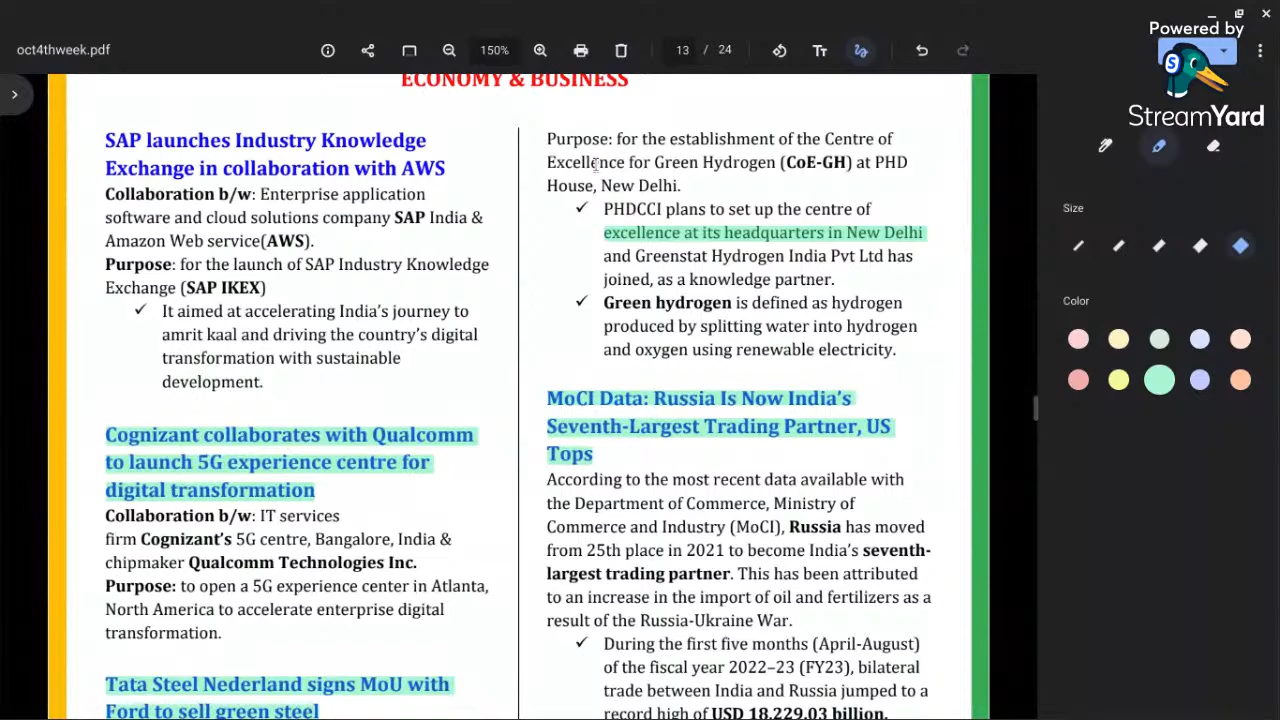 oct4thweek.pdf
150%
13 / 24
Powered by
StreamYard
ECONOMY & BUSINESS
SAP launches Industry Knowledge
Exchange in collaboration with AWS
Collaboration b/w: Enterprise application
software and cloud solutions company SAP India &
Amazon Web service(AWS).
Purpose: for the launch of SAP Industry Knowledge
Exchange (SAP IKEX)
✓ It aimed at accelerating India’s journey to
amrit kaal and driving the country’s digital
transformation with sustainable
development.
Cognizant collaborates with Qualcomm
to launch 5G experience centre for
digital transformation
Collaboration b/w: IT services
firm Cognizant’s 5G centre, Bangalore, India &
chipmaker Qualcomm Technologies Inc.
Purpose: to open a 5G experience center in Atlanta,
North America to accelerate enterprise digital
transformation.
Tata Steel Nederland signs MoU with
Ford to sell green steel
Purpose: for the establishment of the Centre of
Excellence for Green Hydrogen (CoE-GH) at PHD
House, New Delhi.
✓ PHDCCI plans to set up the centre of
excellence at its headquarters in New Delhi
and Greenstat Hydrogen India Pvt Ltd has
joined, as a knowledge partner.
✓ Green hydrogen is defined as hydrogen
produced by splitting water into hydrogen
and oxygen using renewable electricity.
MoCI Data: Russia Is Now India’s
Seventh-Largest Trading Partner, US
Tops
According to the most recent data available with
the Department of Commerce, Ministry of
Commerce and Industry (MoCI), Russia has moved
from 25th place in 2021 to become India’s seventh-
largest trading partner. This has been attributed
to an increase in the import of oil and fertilizers as a
result of the Russia-Ukraine War.
✓ During the first five months (April-August)
of the fiscal year 2022–23 (FY23), bilateral
trade between India and Russia jumped to a
record high of USD 18,229.03 billion.
Size
Color